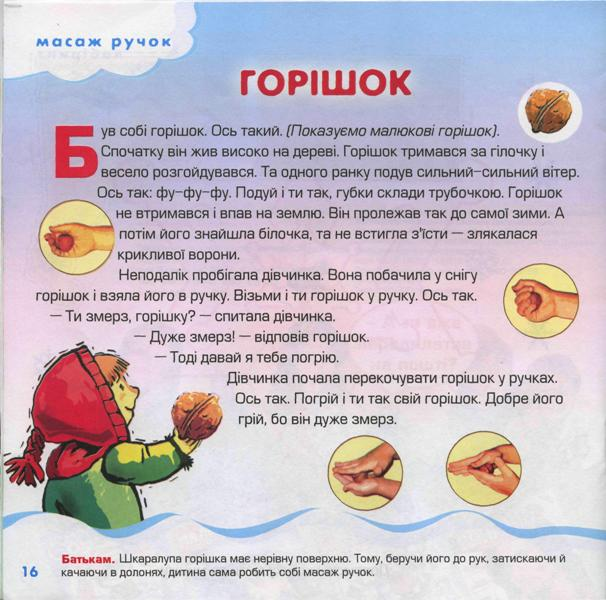 масаж ручок
ГОРІШОК
Був собі горішок. Ось такий. (Показуємо малюкові горішок).
Спочатку він жив високо на дереві. Горішок тримався за гілочку і
весело розгойдувався. Та одного ранку подув сильний-сильний вітер.
Ось так: фу-фу-фу. Подуй і ти так, губки склади трубочкою. Горішок
не втримався і впав на землю. Він пролежав так до самої зими. А
потім його знайшла білочка, та не встигла з'їсти — злякалася
крикливої ворони.
Неподалік пробігала дівчинка. Вона побачила у снігу
горішок і взяла його в ручку. Візьми і ти горішок у ручку. Ось так.
— Ти змерз, горішку? — спитала дівчинка.
— Дуже змерз! — відповів горішок.
— Тоді давай я тебе погрію.
Дівчинка почала перекочувати горішок у ручках.
Ось так. Погрій і ти так свій горішок. Добре його
грій, бо він дуже змерз.
Батькам. Шкаралупа горішка має нерівну поверхню. Тому, беручи його до рук, затискаючи й
качаючи в долонях, дитина сама робить собі масаж ручок.
16